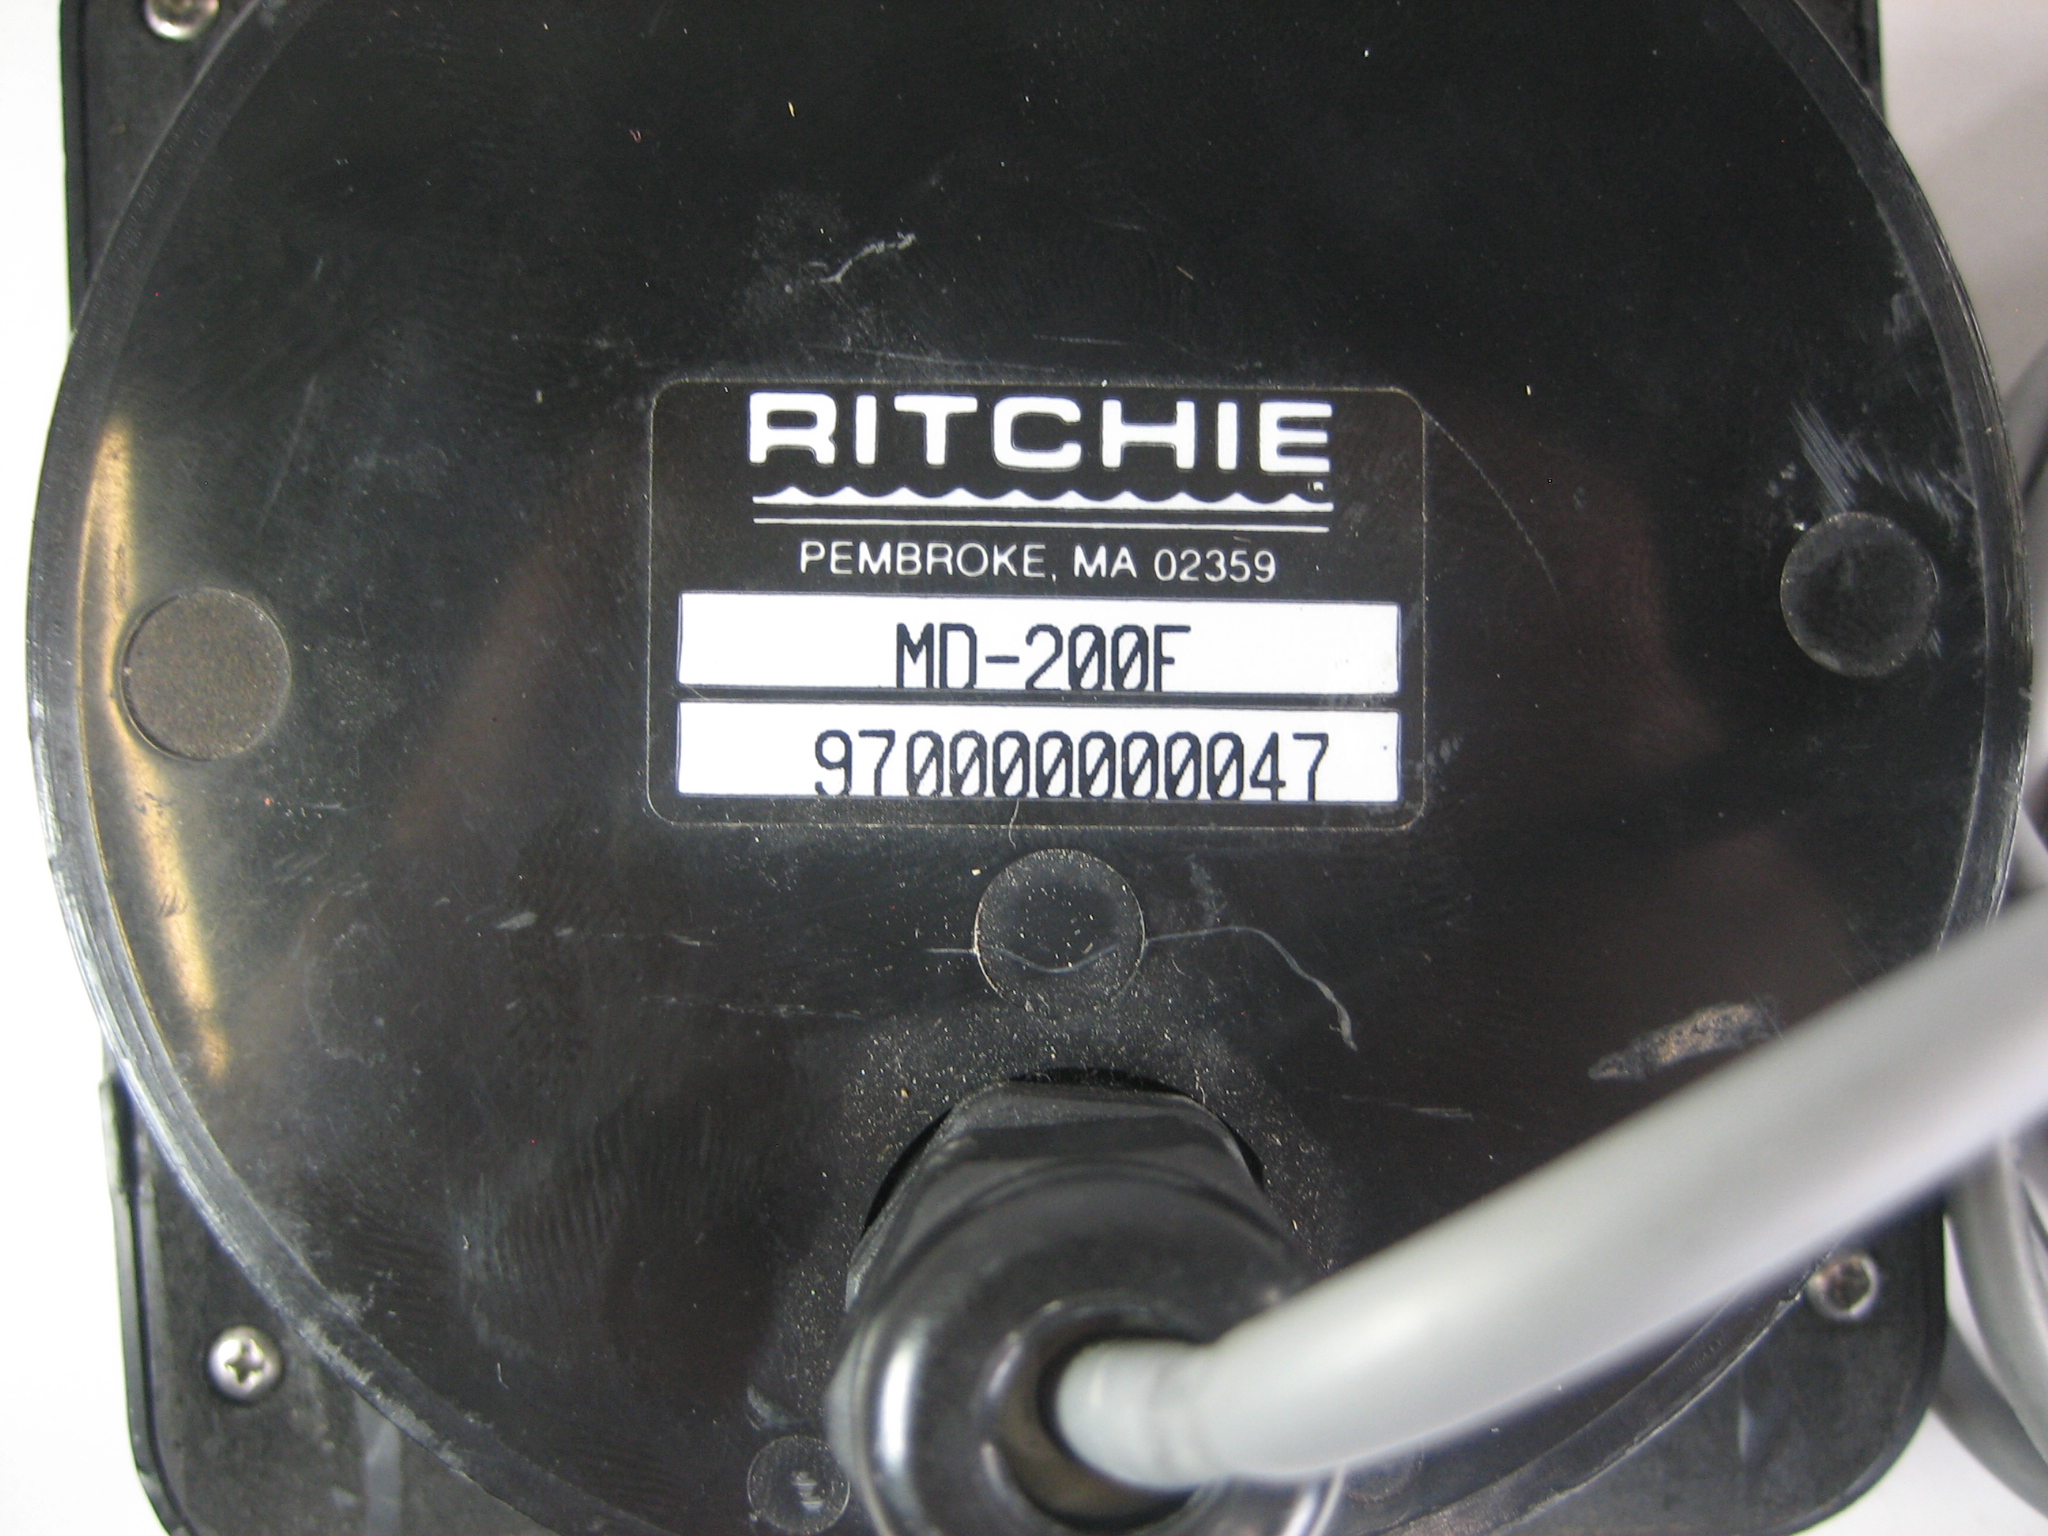 RITCHIE
PEMBROKE, MA 02359
MD-200F
970000000047